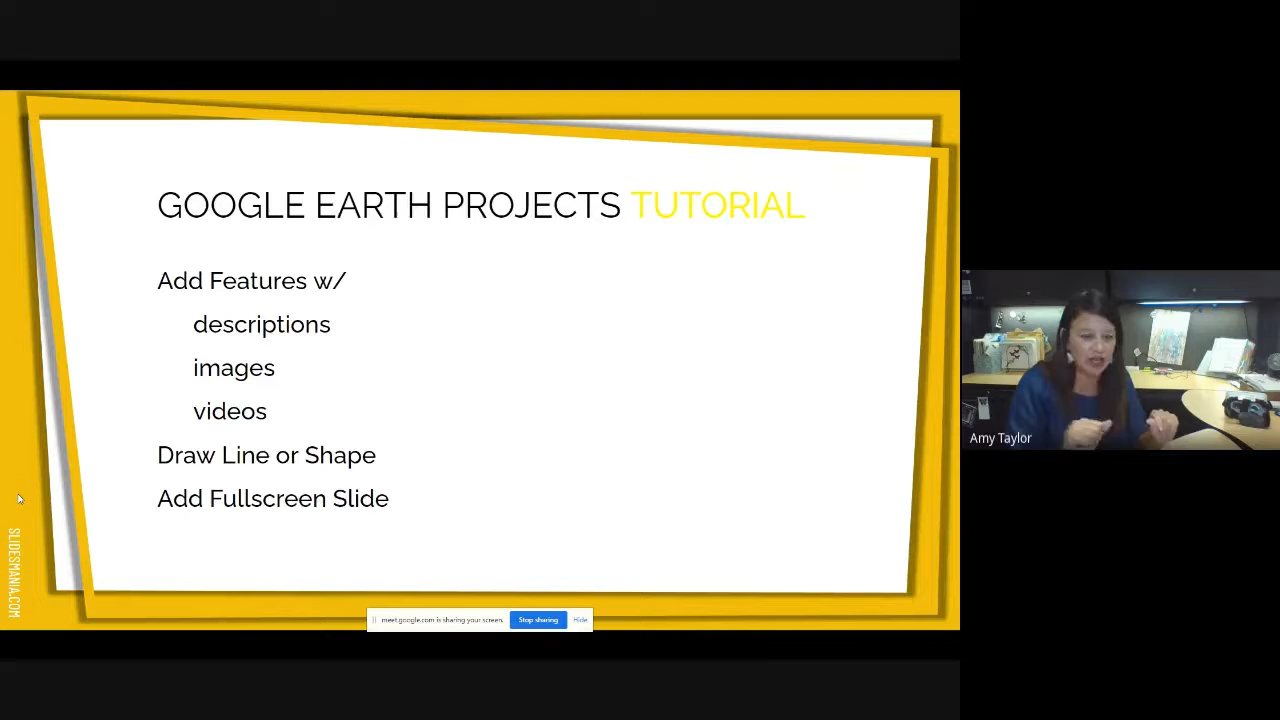 GOOGLE EARTH PROJECTS TUTORIAL
Add Features w/
descriptions
images
videos
Draw Line or Shape
Add Fullscreen Slide
SLIDESMANIA.COM
meet.google.com is sharing your screen. Stop sharing Hide
Amy Taylor